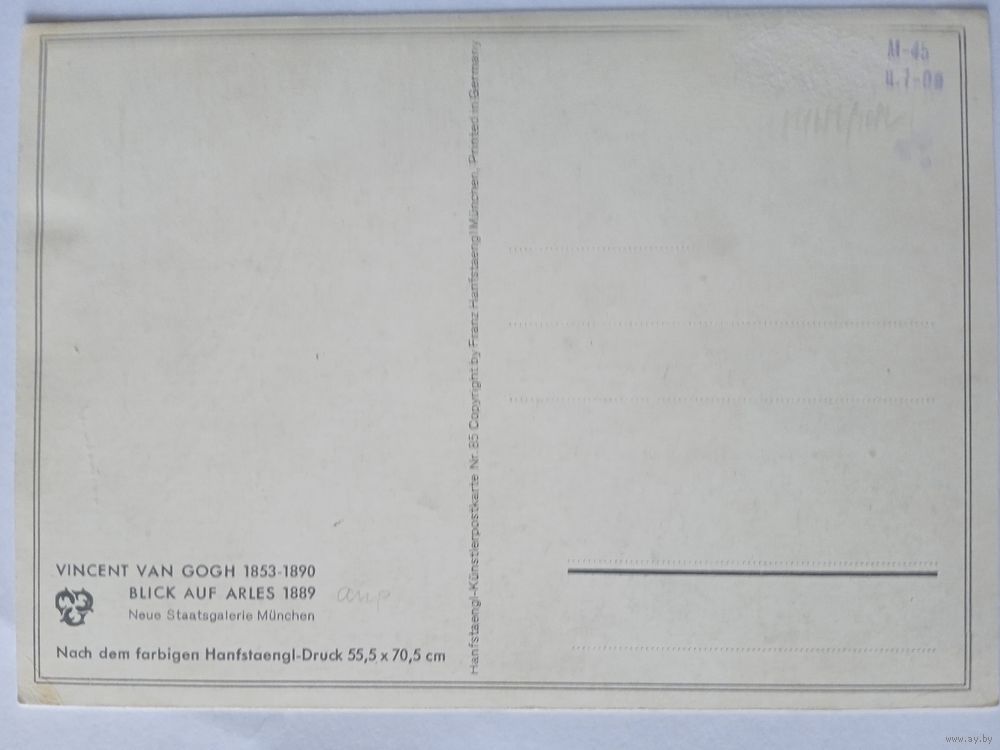 M-45
Ц.1-00
VINCENT VAN GOGH 1853-1890
BLICK AUF ARLES 1889
Neue Staatsgalerie München
Nach dem farbigen Hanfstaengl-Druck 55,5 x 70,5 cm
Hanfstaengl-Künstlerpostkarte Nr. 85 Copyright by Franz Hanfstaengl München, Printed in Germany
www.ay.by